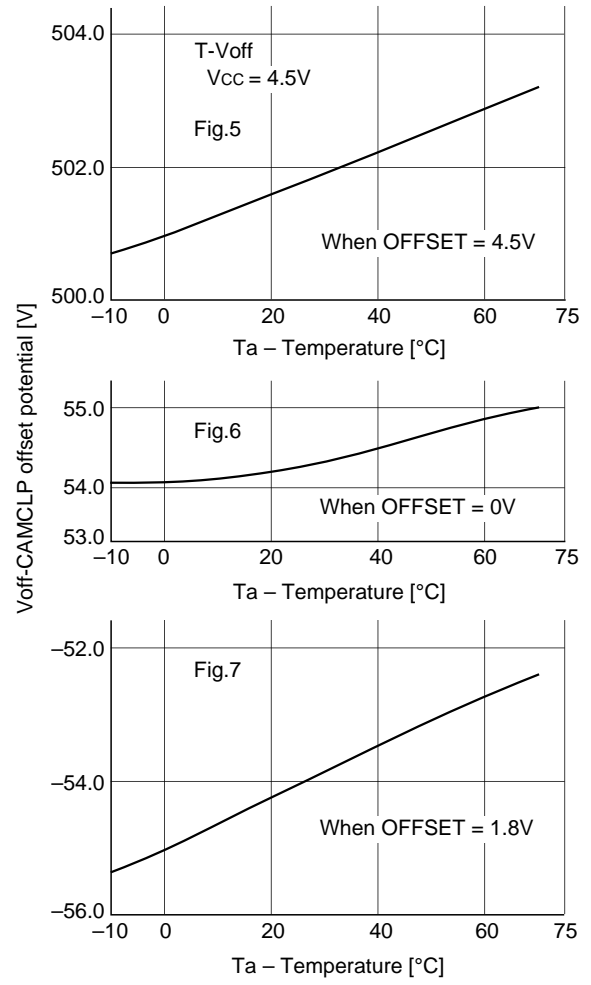 504.0
T-Voff
VCC = 4.5V
Fig.5
502.0
When OFFSET = 4.5V
500.0
–10 0 20 40 60 75
Ta – Temperature [°C]
Voff-CAMCLP offset potential [V]
55.0
Fig.6
54.0
When OFFSET = 0V
53.0
–10 0 20 40 60 75
Ta – Temperature [°C]
–52.0
Fig.7
–54.0
When OFFSET = 1.8V
–56.0
–10 0 20 40 60 75
Ta – Temperature [°C]